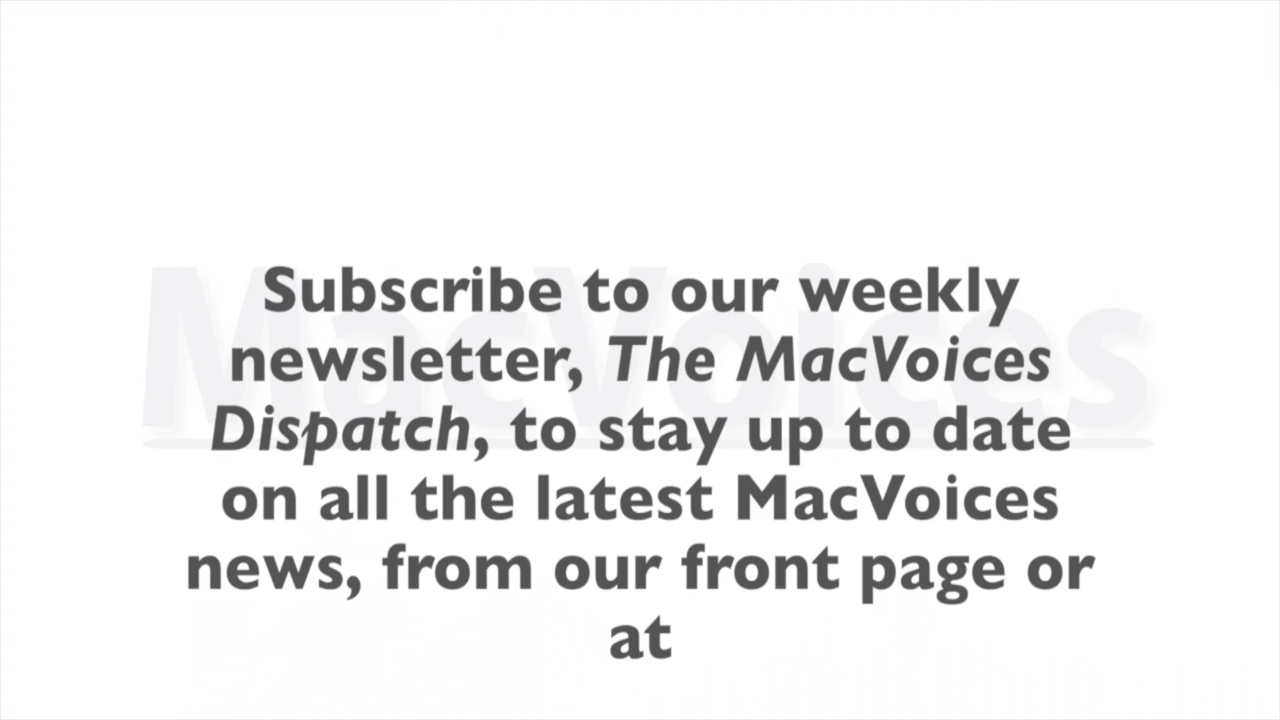 MacVoices
Subscribe to our weekly
newsletter, The MacVoices
Dispatch, to stay up to date
on all the latest MacVoices
news, from our front page or
at